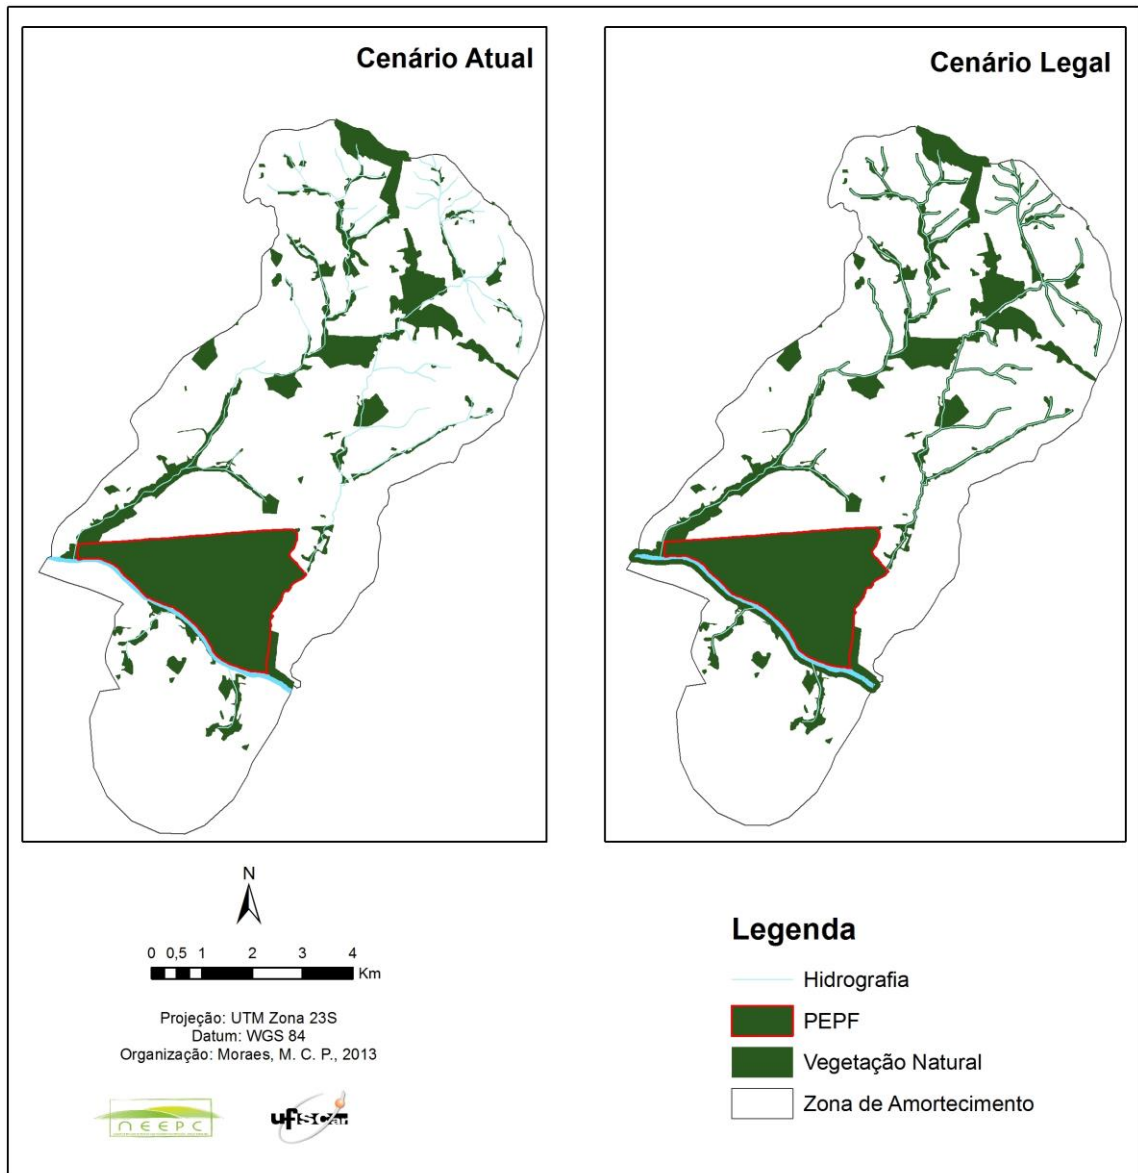 Cenário Atual
Cenário Legal
N
0 0,5 1 2 3 4
Km
Projeção: UTM Zona 23S
Datum: WGS 84
Organização: Moraes, M. C. P., 2013
NEEPC
ufscar
Legenda
Hidrografia
PEPF
Vegetação Natural
Zona de Amortecimento